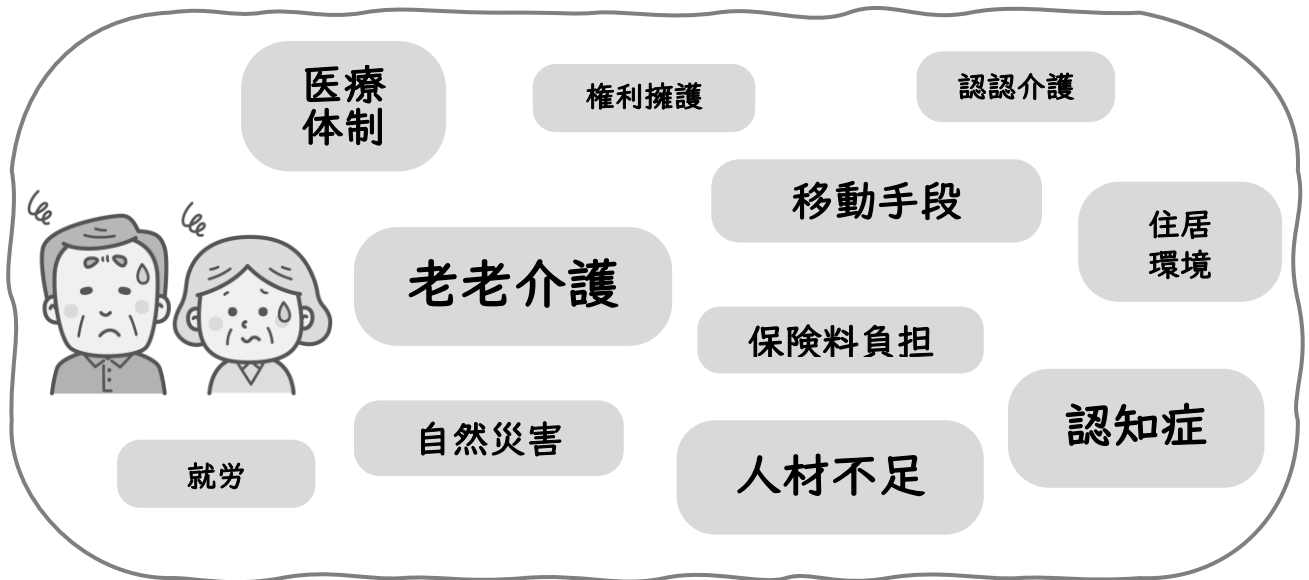 医療
体制
権利擁護
認認介護
移動手段
住居
環境
老老介護
保険料負担
認知症
自然災害
人材不足
就労